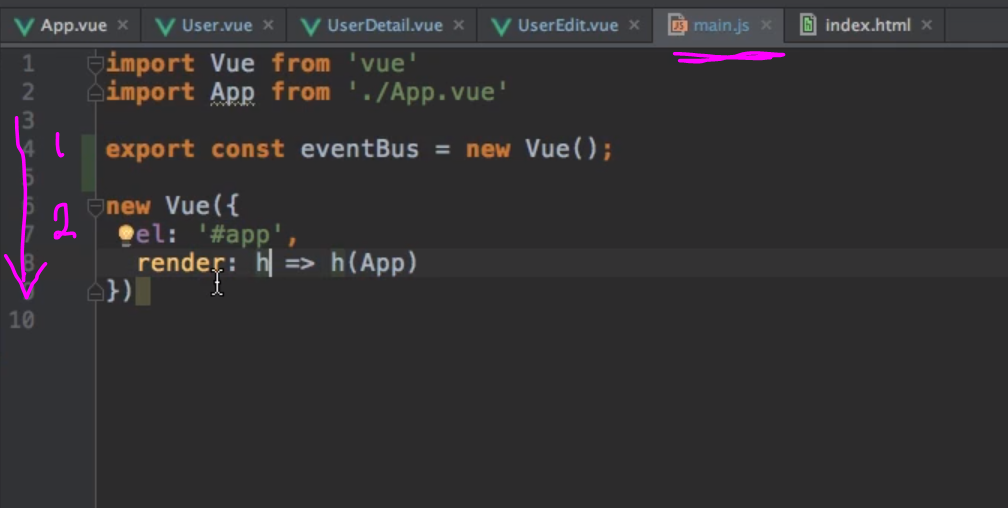 App.vue × User.vue × UserDetail.vue × UserEdit.vue × main.js × index.html ×
1 import Vue from 'vue'
2 import App from './App.vue'
3
4 1 export const eventBus = new Vue();
5
6 new Vue({
7 2 el: '#app',
8 render: h => h(App)
9 })
10